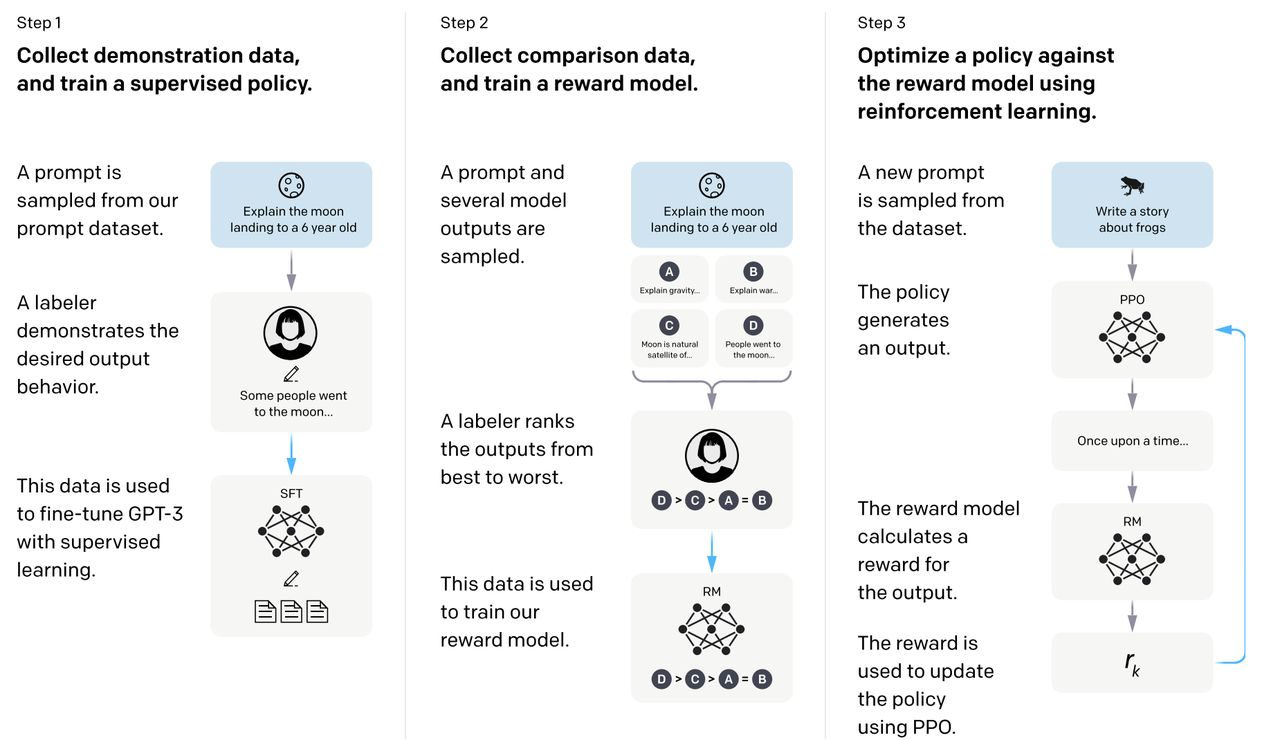 Step 1
Collect demonstration data,
and train a supervised policy.
A prompt is
sampled from our
prompt dataset.
Explain the moon
landing to a 6 year old
A labeler
demonstrates the
desired output
behavior.
Some people went
to the moon...
This data is used
to fine-tune GPT-3
with supervised
learning.
SFT
Step 2
Collect comparison data,
and train a reward model.
A prompt and
several model
outputs are
sampled.
Explain the moon
landing to a 6 year old
A
Explain gravity...
B
Explain war...
C
Moon is natural
satellite of...
D
People went to
the moon...
A labeler ranks
the outputs from
best to worst.
D > C > A = B
This data is used
to train our
reward model.
RM
D > C > A = B
Step 3
Optimize a policy against
the reward model using
reinforcement learning.
A new prompt
is sampled from
the dataset.
Write a story
about frogs
The policy
generates
an output.
PPO
Once upon a time...
The reward model
calculates a
reward for
the output.
RM
The reward is
used to update
the policy
using PPO.
r_k